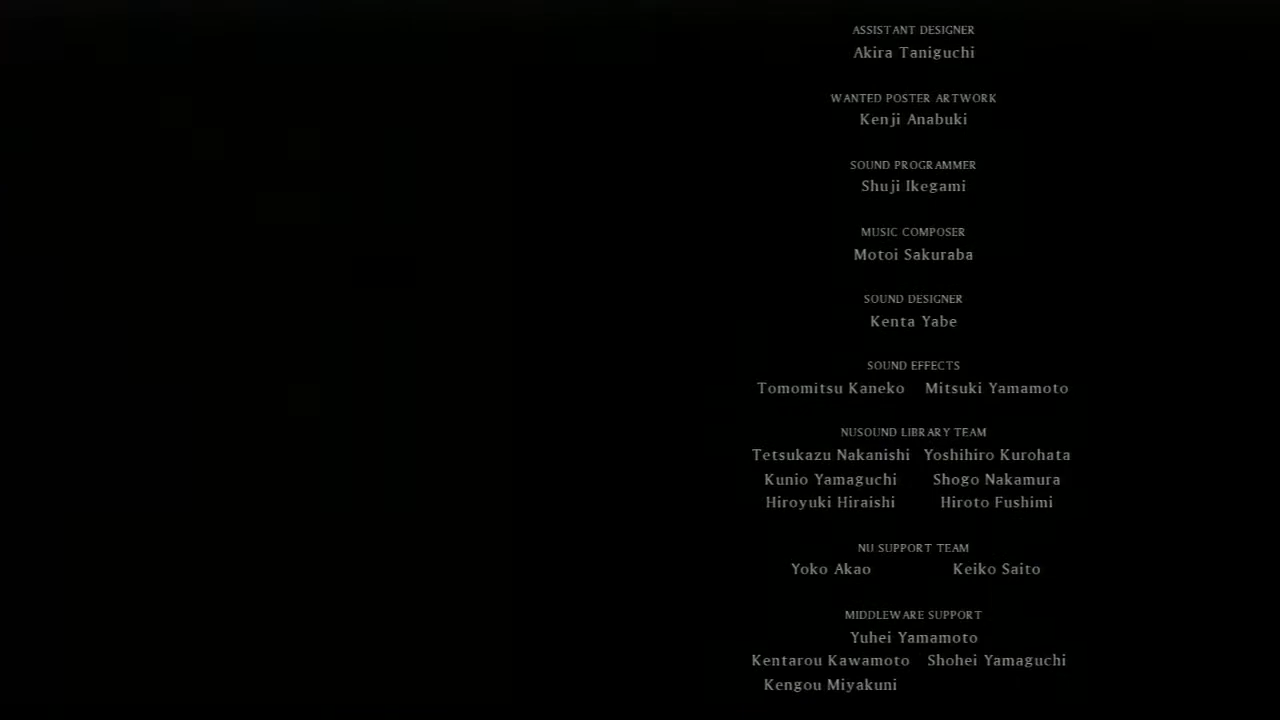 ASSISTANT DESIGNER
Akira Taniguchi
WANTED POSTER ARTWORK
Kenji Anabuki
SOUND PROGRAMMER
Shuji Ikegami
MUSIC COMPOSER
Motoi Sakuraba
SOUND DESIGNER
Kenta Yabe
SOUND EFFECTS
Tomomitsu Kaneko Mitsuki Yamamoto
NUSOUND LIBRARY TEAM
Tetsukazu Nakanishi Yoshihiro Kurohata
Kunio Yamaguchi Shogo Nakamura
Hiroyuki Hiraishi Hiroto Fushimi
NU SUPPORT TEAM
Yoko Akao Keiko Saito
MIDDLEWARE SUPPORT
Yuhei Yamamoto
Kentarou Kawamoto Shohei Yamaguchi
Kengou Miyakuni